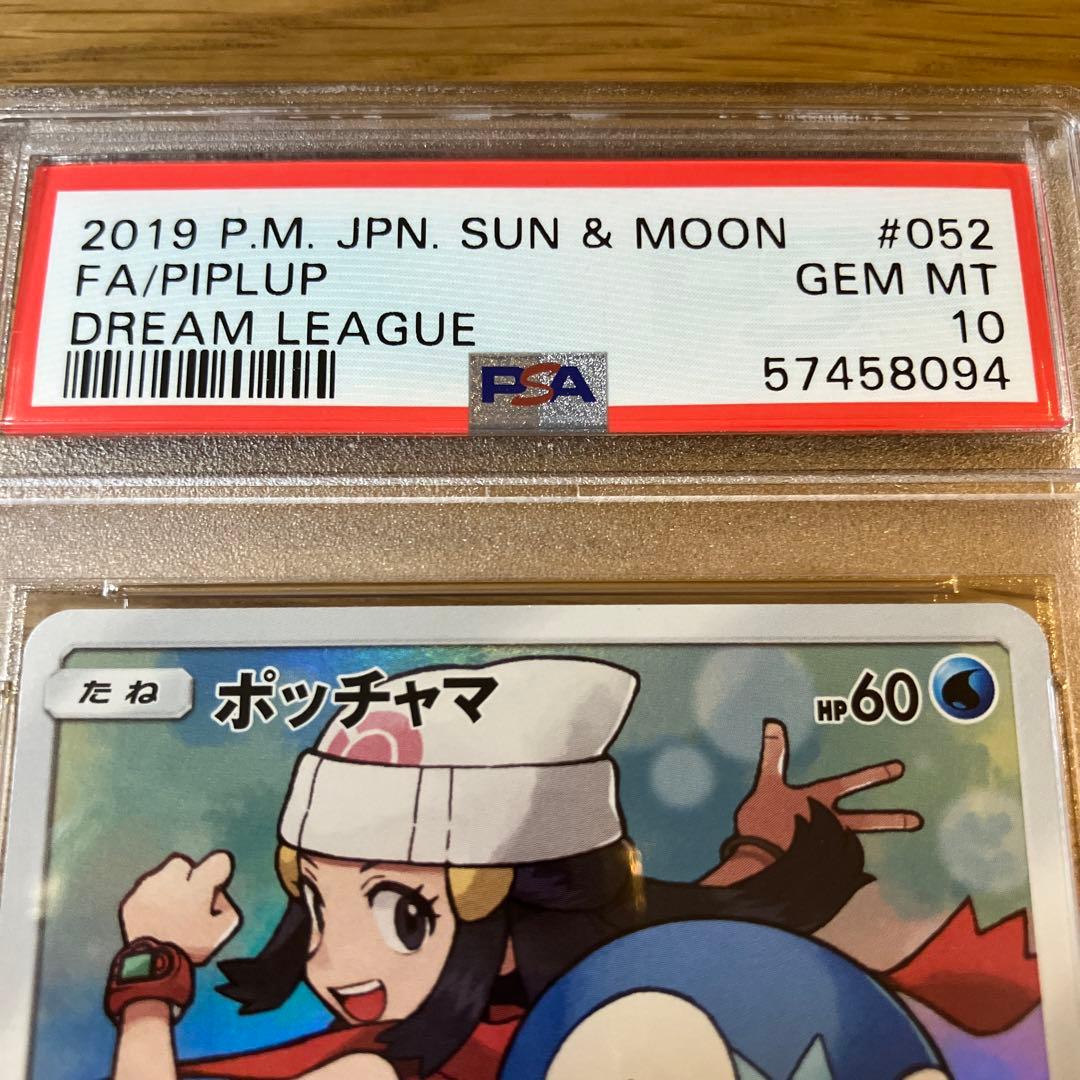 2019 P.M. JPN. SUN & MOON #052
FA/PIPLUP GEM MT
DREAM LEAGUE 10
PSA 57458094
たね ポッチャマ HP60